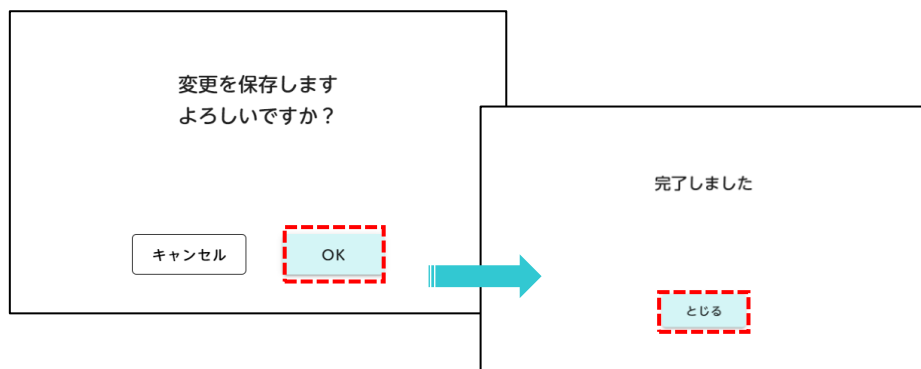 変更を保存します
よろしいですか？
キャンセル
OK
完了しました
とじる